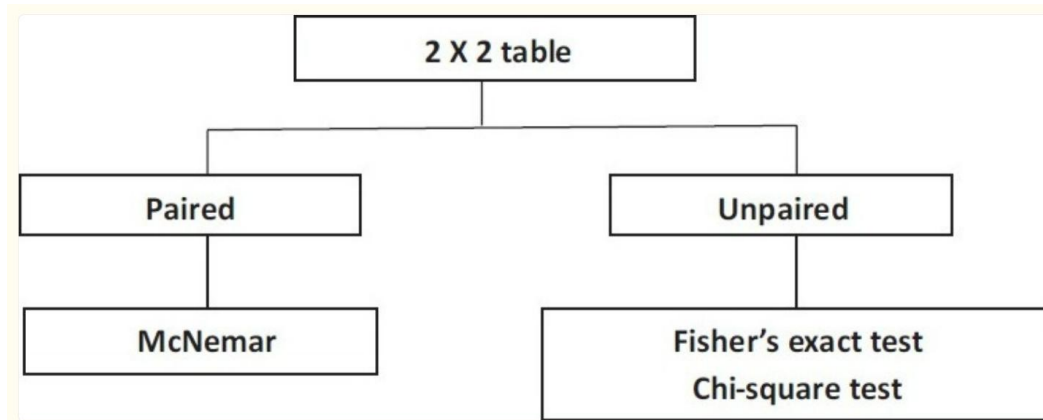 2 X 2 table
Paired
Unpaired
McNemar
Fisher’s exact test
Chi-square test